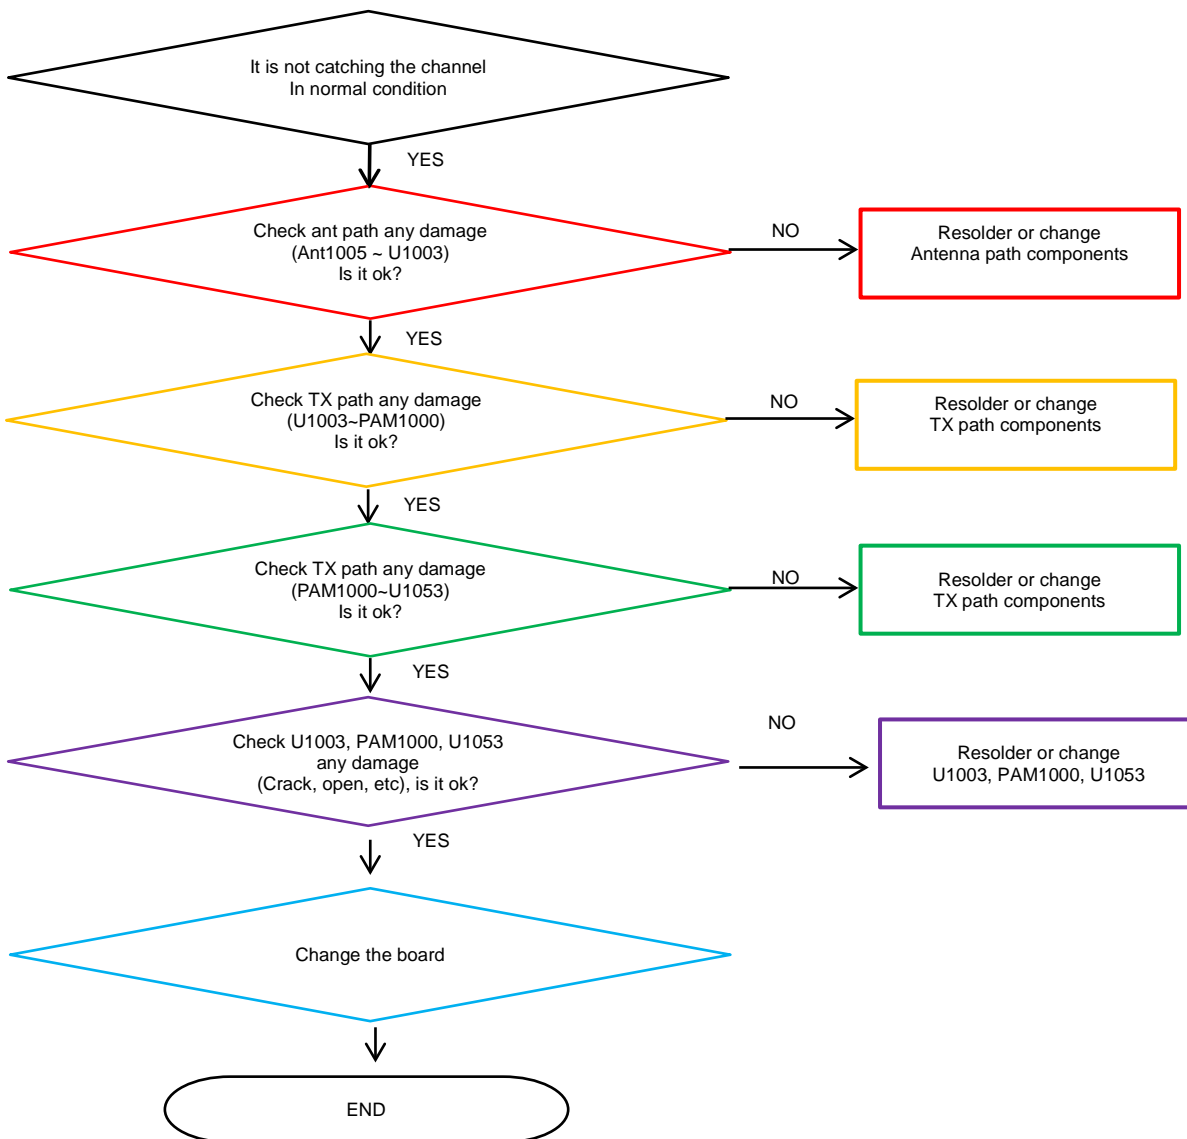 It is not catching the channel
In normal condition
YES
Check ant path any damage
(Ant1005 ~ U1003)
Is it ok?
NO
Resolder or change
Antenna path components
YES
Check TX path any damage
(U1003~PAM1000)
Is it ok?
NO
Resolder or change
TX path components
YES
Check TX path any damage
(PAM1000~U1053)
Is it ok?
NO
Resolder or change
TX path components
YES
Check U1003, PAM1000, U1053
any damage
(Crack, open, etc), is it ok?
NO
Resolder or change
U1003, PAM1000, U1053
YES
Change the board
END